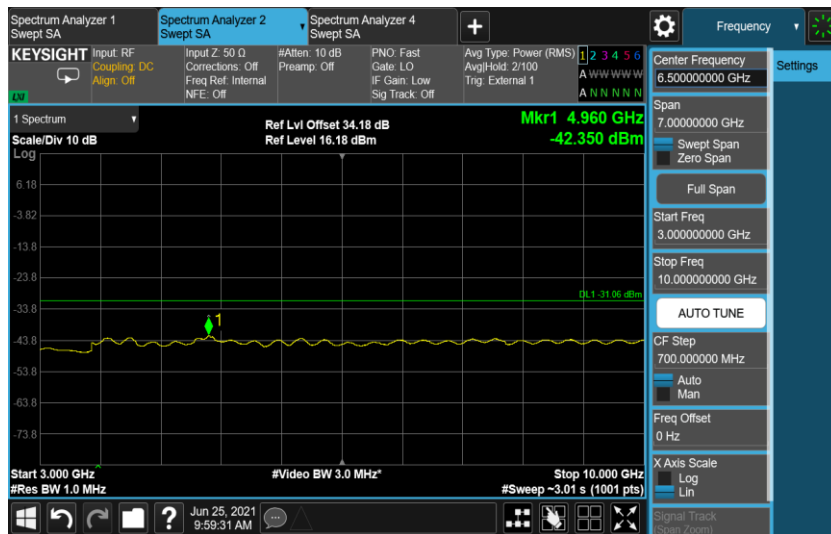 Spectrum Analyzer 1
Swept SA
Spectrum Analyzer 2
Swept SA
Spectrum Analyzer 4
Swept SA
Frequency
KEYSIGHT
Input: RF
Coupling: DC
Align: Off
LXI
Input Z: 50 Ω
Corrections: Off
Freq Ref: Internal
NFE: Off
#Atten: 10 dB
Preamp: Off
PNO: Fast
Gate: LO
IF Gain: Low
Sig Track: Off
Avg Type: Power (RMS)
Avg|Hold: 2/100
Trig: External 1
1 2 3 4 5 6
A W W W W W
A N N N N N
1 Spectrum
Scale/Div 10 dB
Log
Ref Lvl Offset 34.18 dB
Ref Level 16.18 dBm
Mkr1 4.960 GHz
-42.350 dBm
6.18
-3.82
-13.8
-23.8
DL1 -31.06 dBm
-33.8
1
-43.8
-53.8
-63.8
-73.8
Start 3.000 GHz
#Res BW 1.0 MHz
#Video BW 3.0 MHz*
Stop 10.000 GHz
#Sweep ~3.01 s (1001 pts)
Center Frequency
6.500000000 GHz
Settings
Span
7.00000000 GHz
Swept Span
Zero Span
Full Span
Start Freq
3.000000000 GHz
Stop Freq
10.000000000 GHz
AUTO TUNE
CF Step
700.000000 MHz
Auto
Man
Freq Offset
0 Hz
X Axis Scale
Log
Lin
Signal Track
(Span Zoom)
Jun 25, 2021
9:59:31 AM